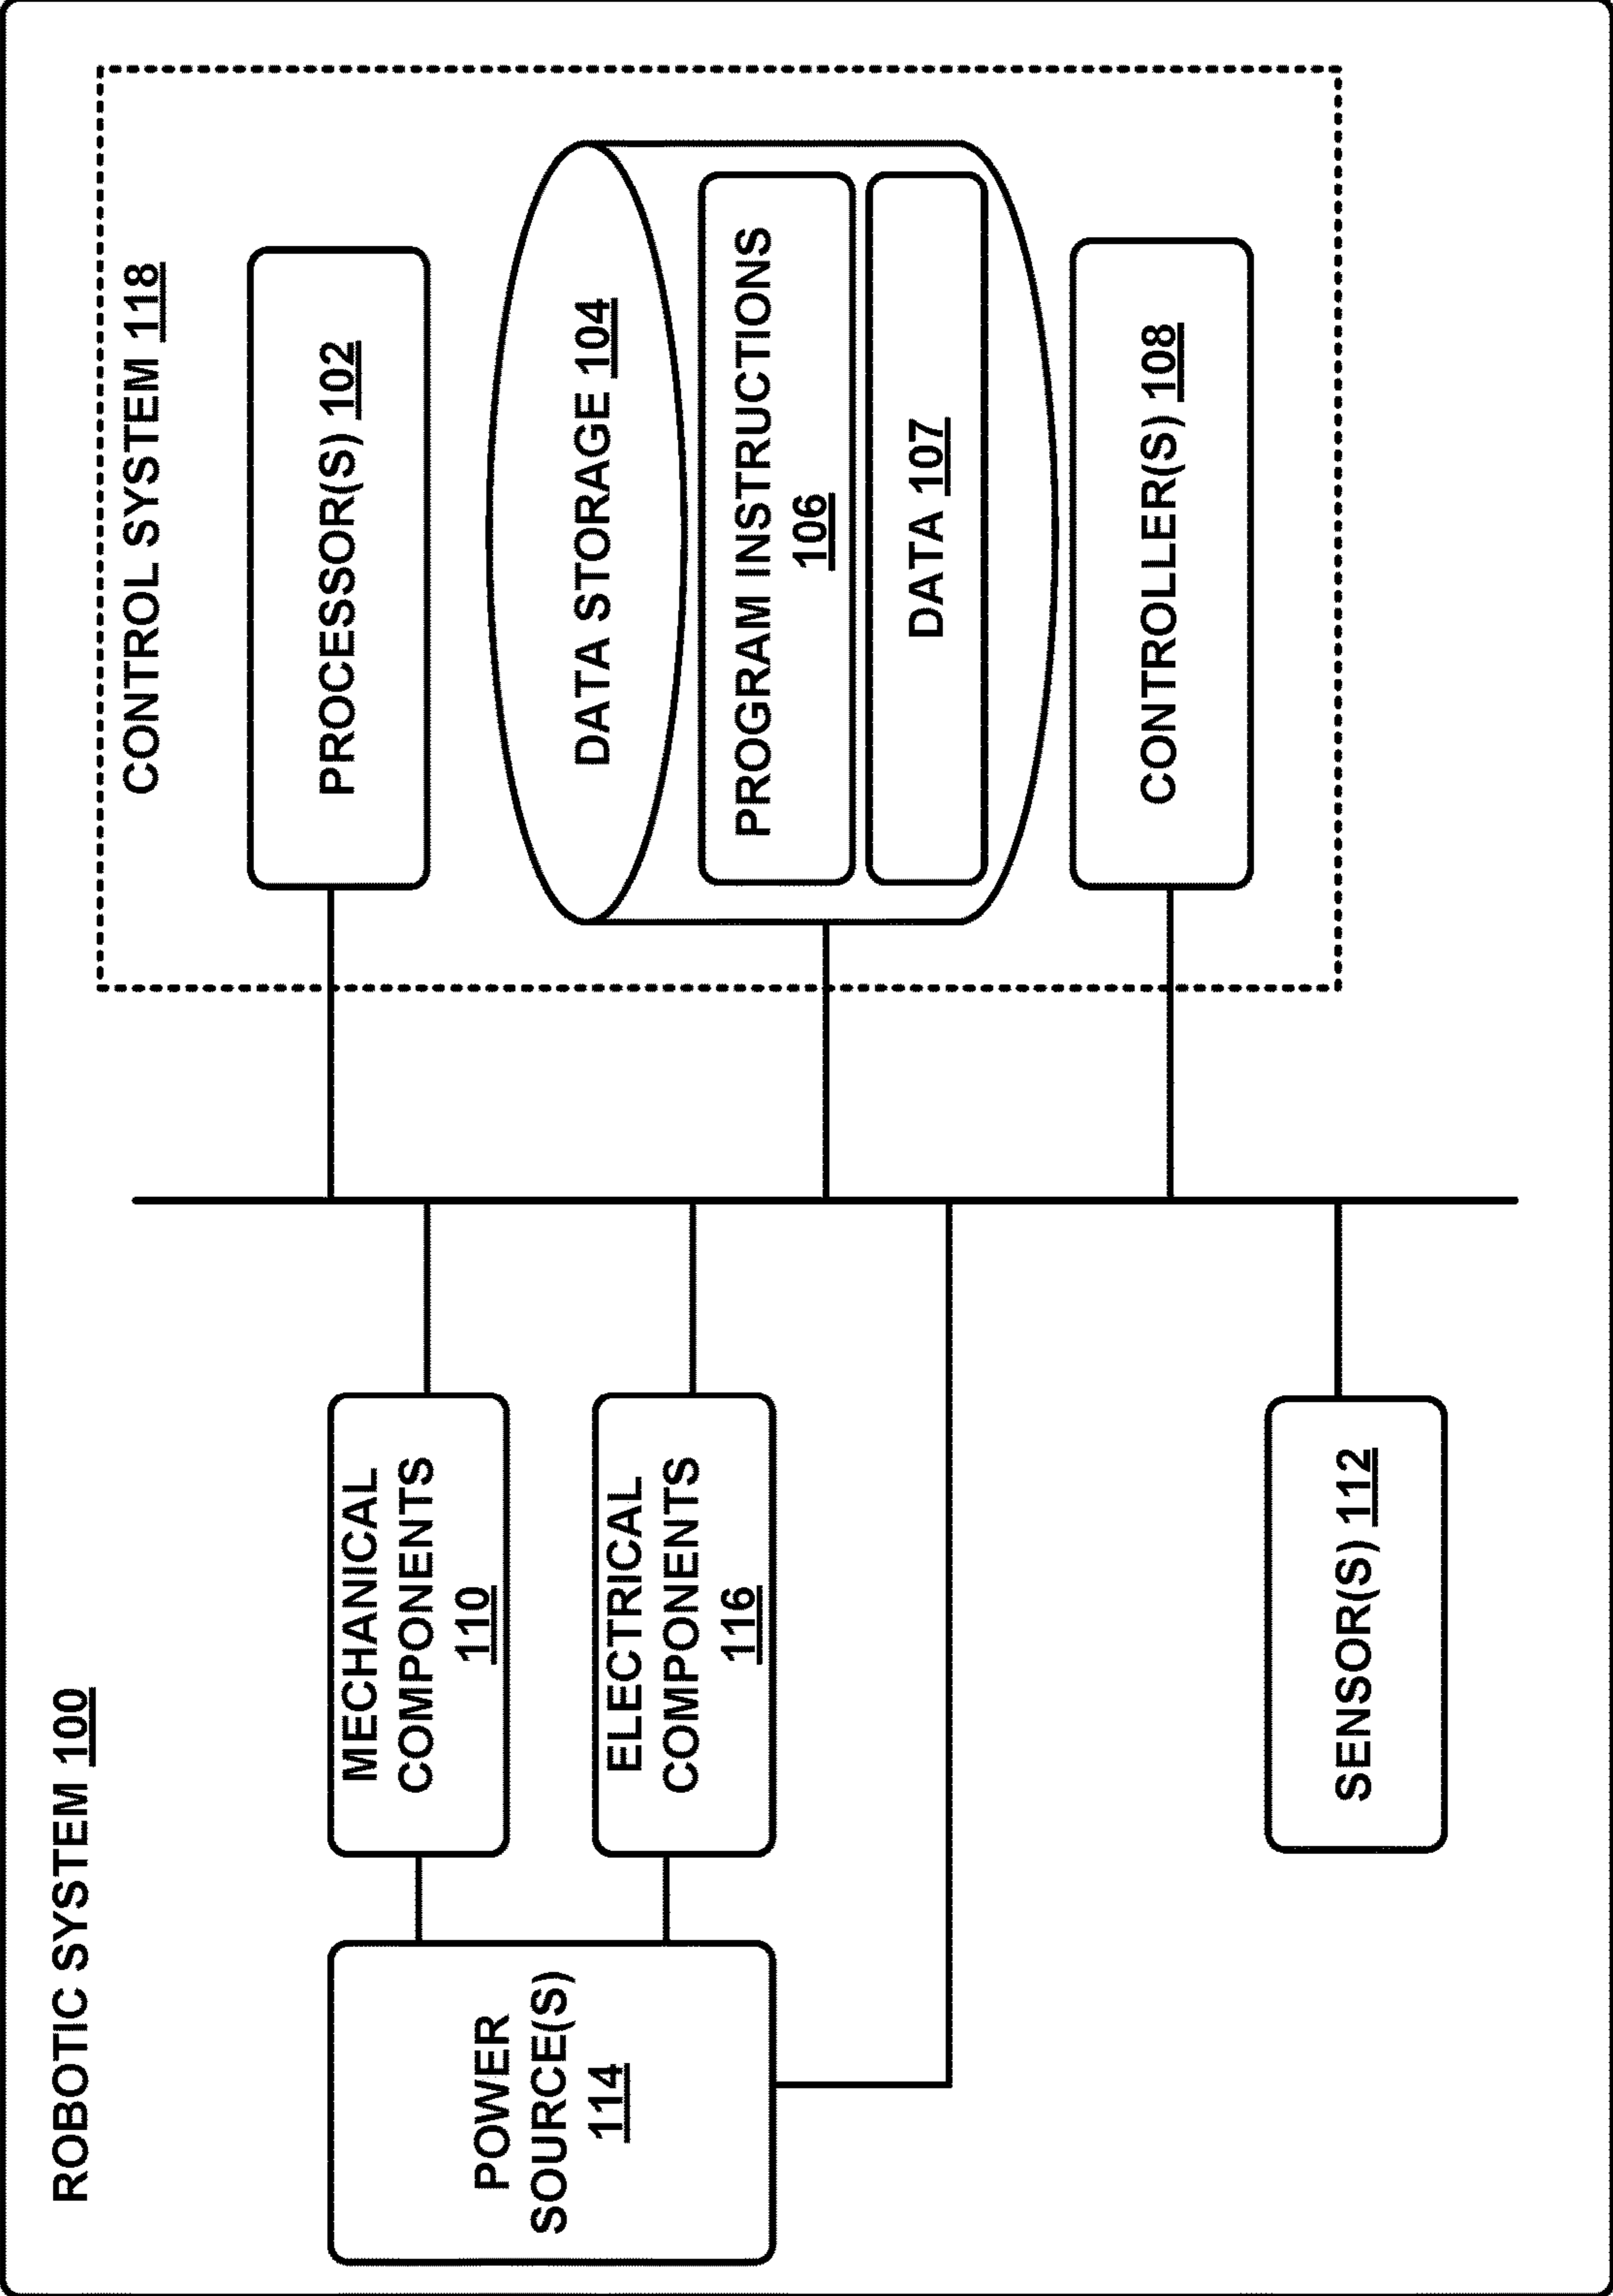 ROBOTIC SYSTEM 100
POWER
SOURCE(S)
114
MECHANICAL
COMPONENTS
110
ELECTRICAL
COMPONENTS
116
SENSOR(S) 112
CONTROL SYSTEM 118
PROCESSOR(S) 102
DATA STORAGE 104
PROGRAM INSTRUCTIONS
106
DATA 107
CONTROLLER(S) 108